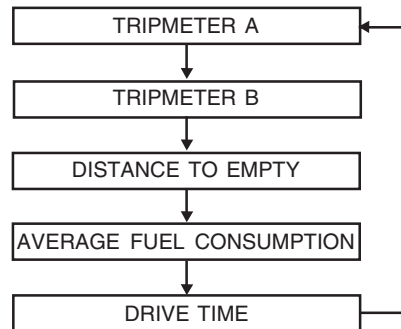 TRIPMETER A
TRIPMETER B
DISTANCE TO EMPTY
AVERAGE FUEL CONSUMPTION
DRIVE TIME